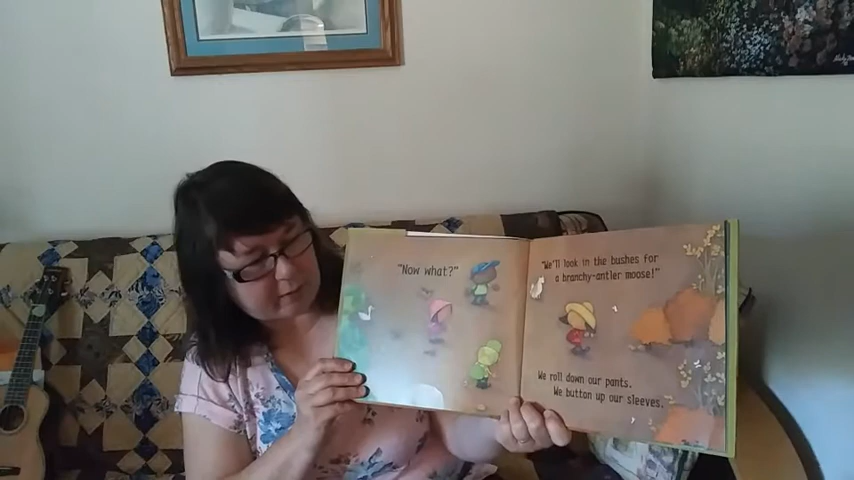 "Now what?"
"We'll look in the bushes for
a branchy-antler moose!"
We roll down our pants.
We button up our sleeves.